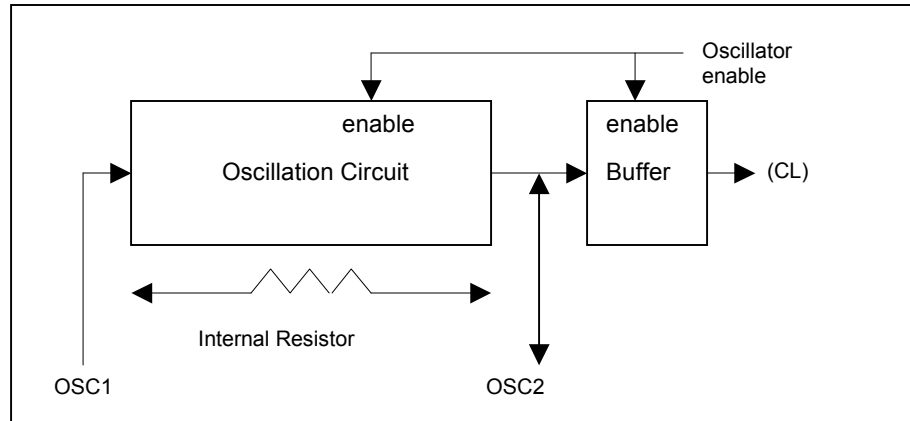 Oscillator
enable
enable
enable
Oscillation Circuit
Buffer
(CL)
Internal Resistor
OSC1
OSC2